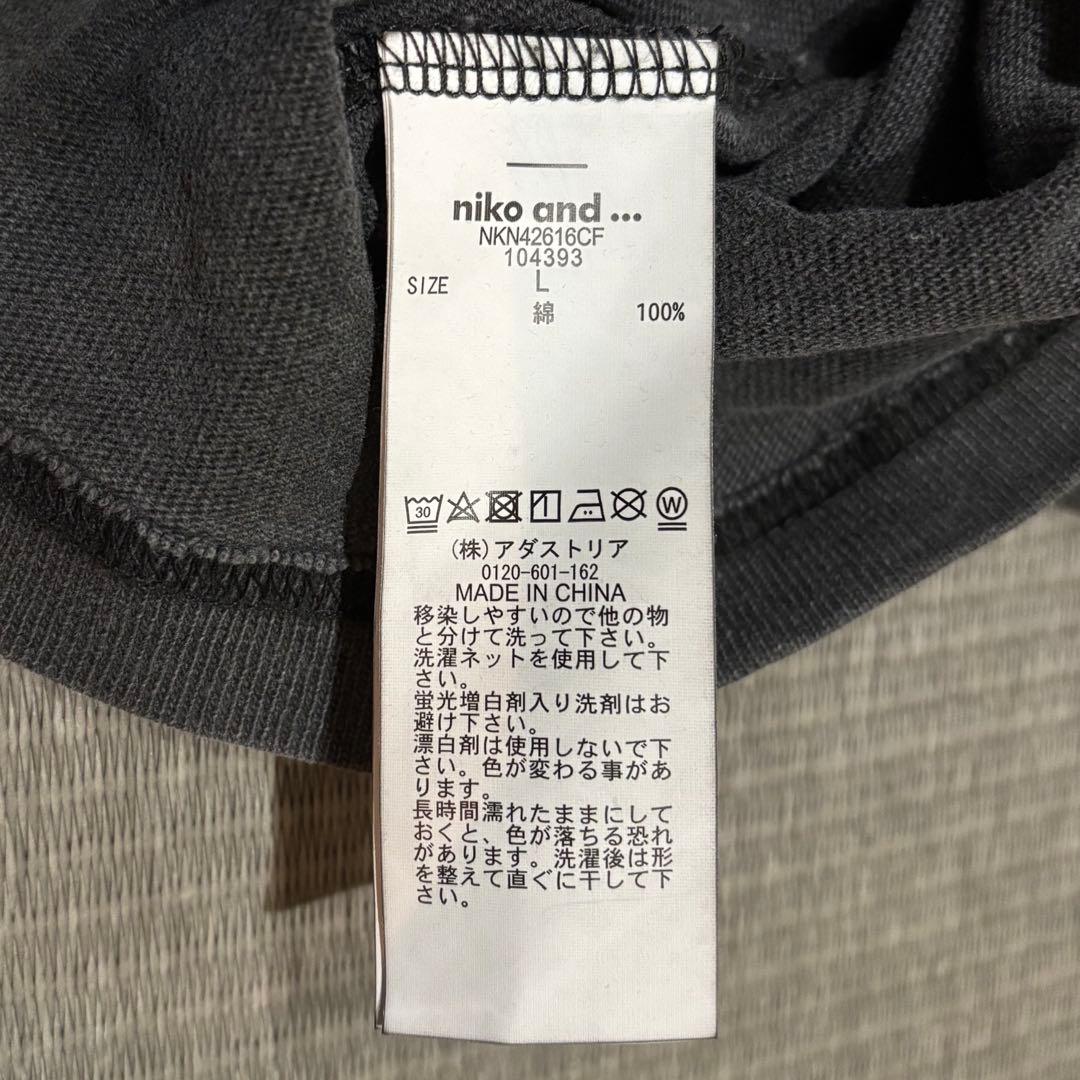 niko and ...
NKN42616CF
104393
SIZE L
綿 100%
30
W
(株)アダストリア
0120-601-162
MADE IN CHINA
移染しやすいので他の物
と分けて洗って下さい。
洗濯ネットを使用して下
さい。
蛍光増白剤入り洗剤はお
避け下さい。
漂白剤は使用しないで下
さい。色が変わる事があ
ります。
長時間濡れたままにして
おくと、色が落ちる恐れ
があります。洗濯後は形
を整えて直ぐに干して下
さい。